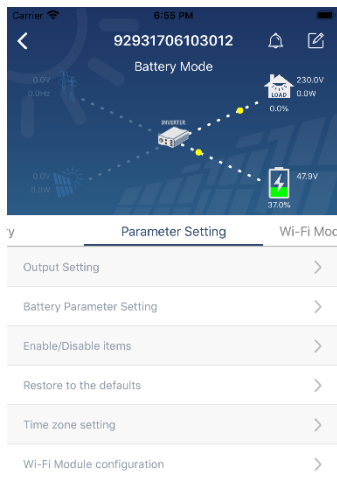 Carrier 6:55 PM
92931706103012
Battery Mode
0.0V
0.0Hz
230.0V
0.0W
LOAD
0.0%
INVERTER
0.0V
0.0W
47.9V
37.0%
ry Parameter Setting Wi-Fi Mod
Output Setting
Battery Parameter Setting
Enable/Disable items
Restore to the defaults
Time zone setting
Wi-Fi Module configuration